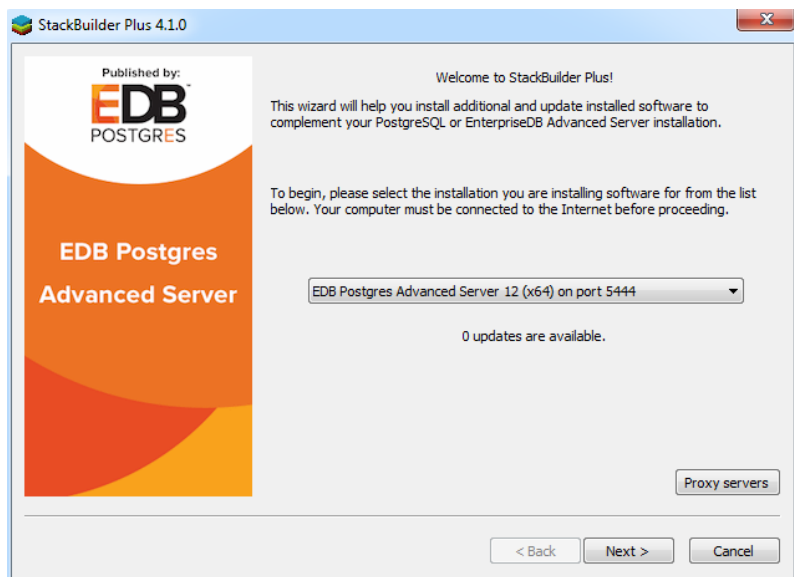 StackBuilder Plus 4.1.0
Published by:
EDB™
POSTGRES
EDB Postgres
Advanced Server
Welcome to StackBuilder Plus!
This wizard will help you install additional and update installed software to
complement your PostgreSQL or EnterpriseDB Advanced Server installation.
To begin, please select the installation you are installing software for from the list
below. Your computer must be connected to the Internet before proceeding.
EDB Postgres Advanced Server 12 (x64) on port 5444
0 updates are available.
Proxy servers
< Back
Next >
Cancel